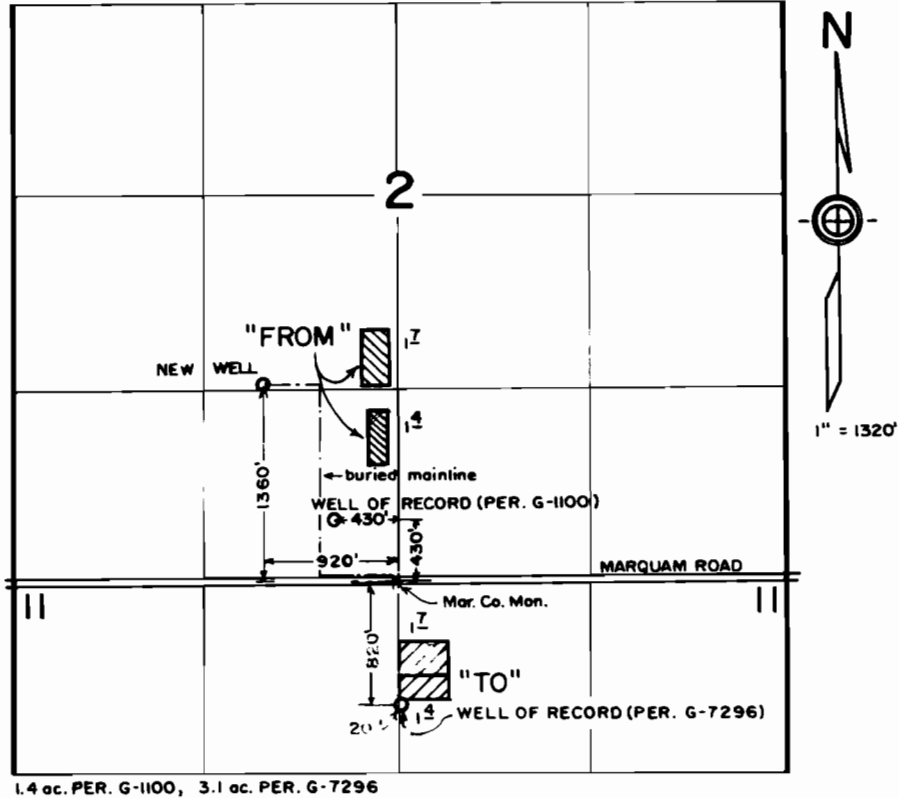 N
2
"FROM"
1 7
NEW WELL
1 4
1" = 1320'
buried mainline
1360'
WELL OF RECORD (PER. G-1100)
430'
430'
920'
MARQUAM ROAD
11
11
Mar. Co. Mon.
1 7
820'
"TO"
20'
1 4
WELL OF RECORD (PER. G-7296)
1.4 ac. PER. G-1100, 3.1 ac. PER. G-7296